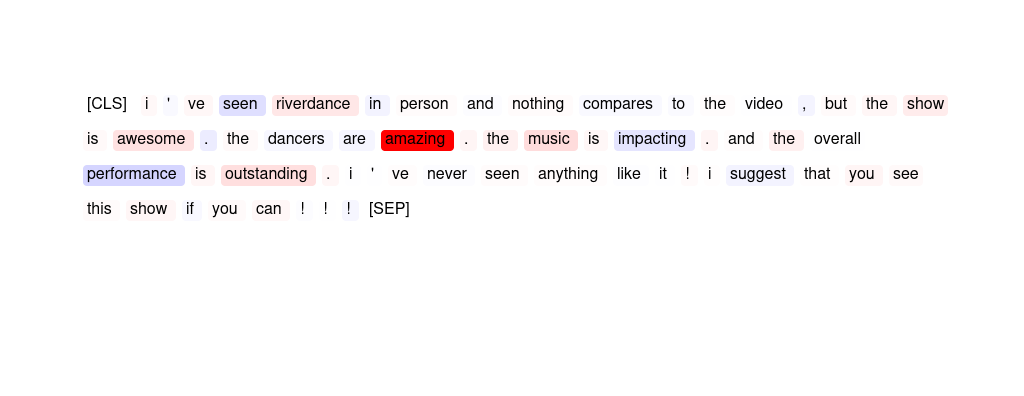 [CLS] i ' ve seen riverdance in person and nothing compares to the video , but the show
is awesome . the dancers are amazing . the music is impacting . and the overall
performance is outstanding . i ' ve never seen anything like it ! i suggest that you see
this show if you can ! ! ! [SEP]